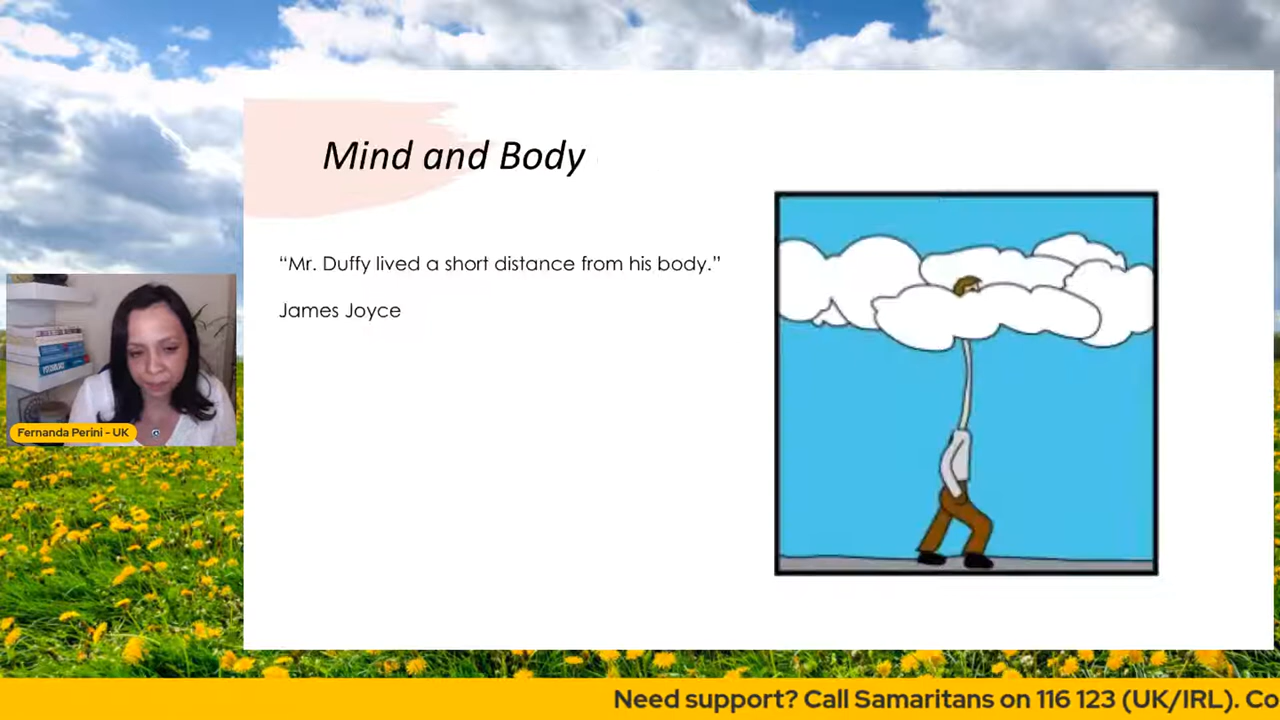 Mind and Body
“Mr. Duffy lived a short distance from his body.”
James Joyce
Fernanda Perini - UK
Need support? Call Samaritans on 116 123 (UK/IRL). Co